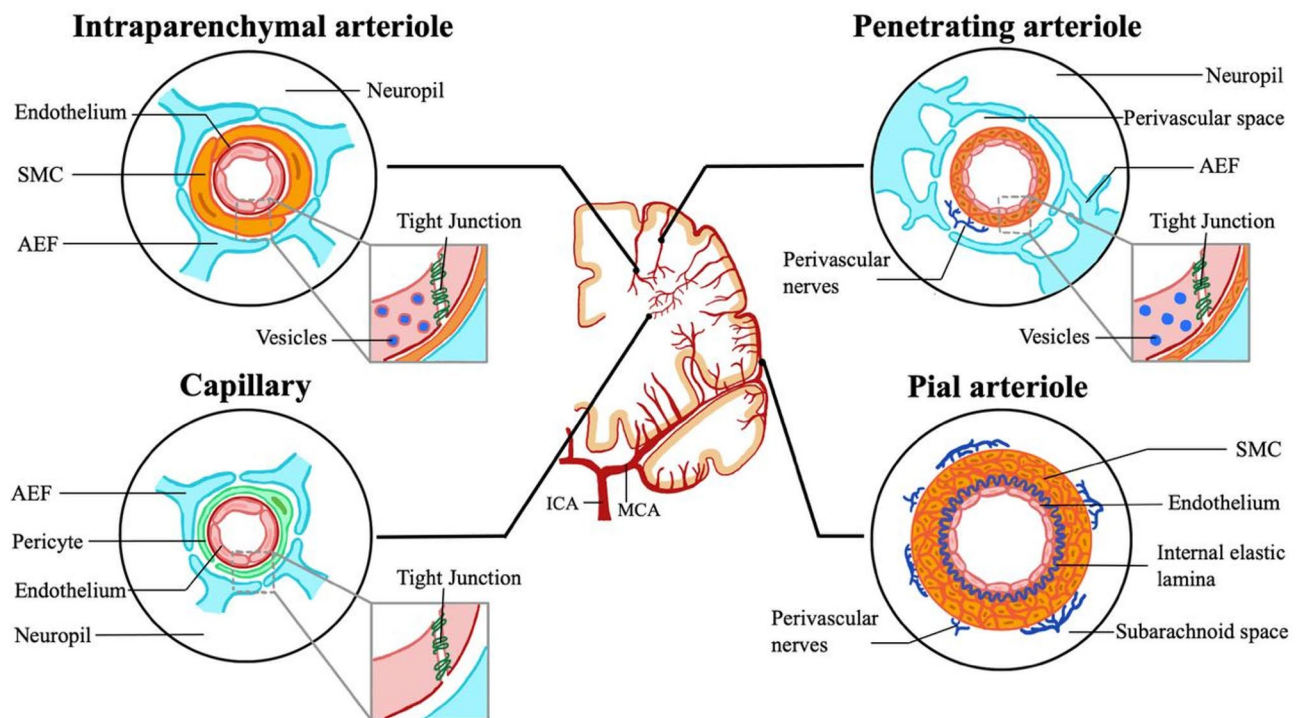 Intraparenchymal arteriole
Neuropil
Endothelium
SMC
AEF
Tight Junction
Vesicles
Penetrating arteriole
Neuropil
Perivascular space
AEF
Tight Junction
Perivascular
nerves
Vesicles
Capillary
AEF
Pericyte
Endothelium
Neuropil
Tight Junction
ICA
MCA
Pial arteriole
SMC
Endothelium
Internal elastic
lamina
Perivascular
nerves
Subarachnoid space